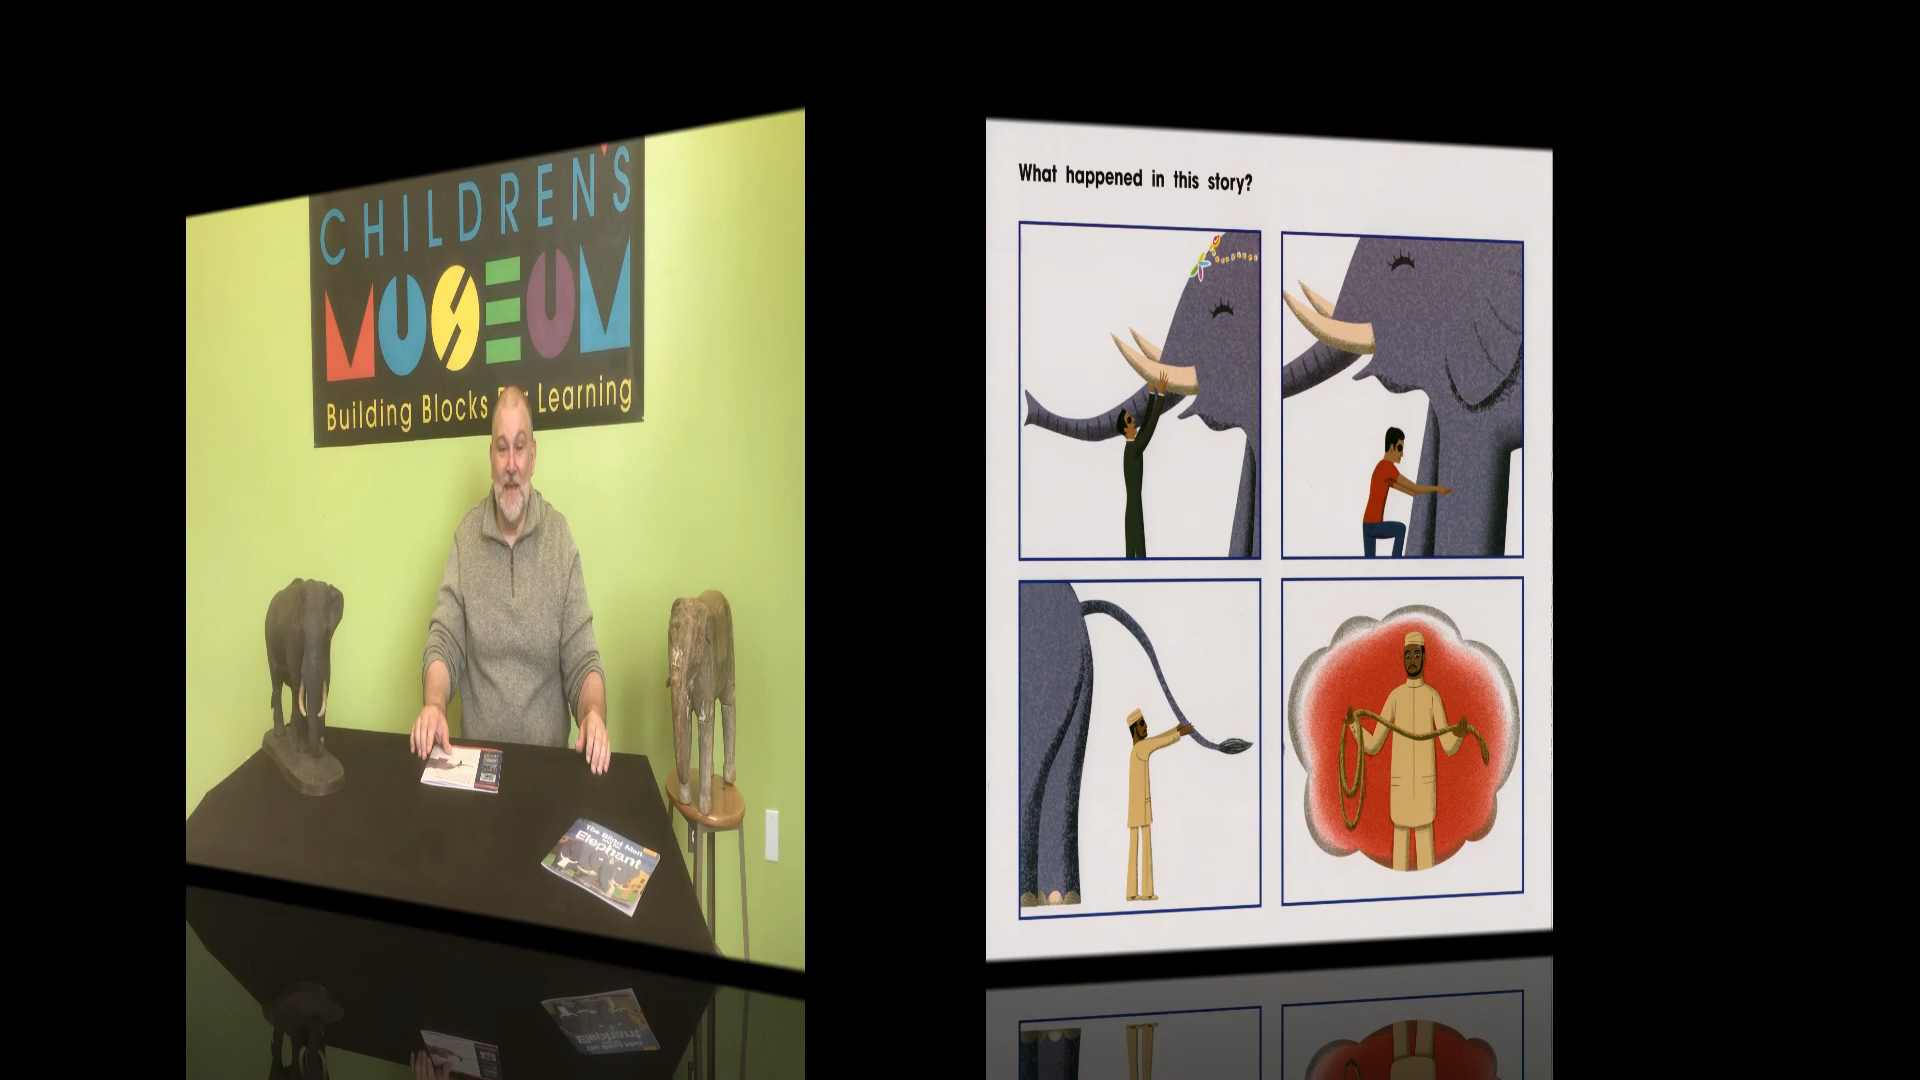 CHILDREN'S
MUSEUM
Building Blocks For Learning
The Blind Men
Elephant
What happened in this story?